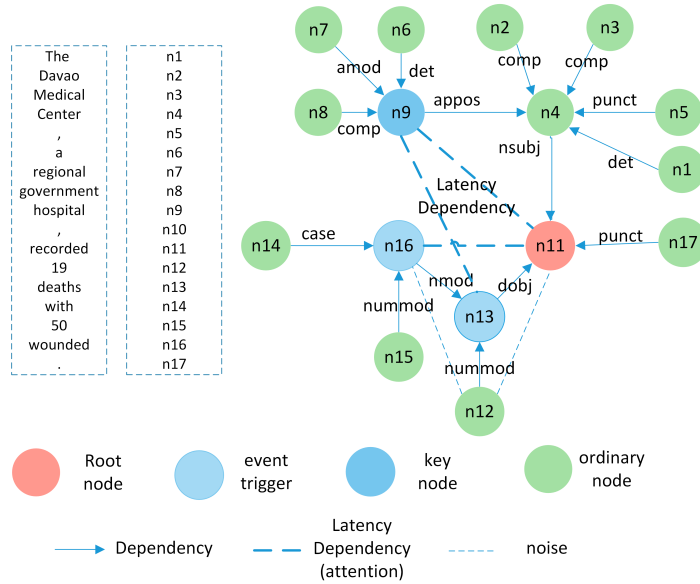 The
Davao
Medical
Center
,
a
regional
government
hospital
,
recorded
19
deaths
with
50
wounded
.
n1
n2
n3
n4
n5
n6
n7
n8
n9
n10
n11
n12
n13
n14
n15
n16
n17
n7
n6
n2
n3
amod
det
comp
comp
n8
n9
appos
n4
punct
n5
comp
nsubj
det
n1
Latency
Dependency
n14
case
n16
n11
punct
n17
nmod
dobj
nummod
n13
n15
nummod
n12
Root
node
event
trigger
key
node
ordinary
node
Dependency
Latency
Dependency
(attention)
noise